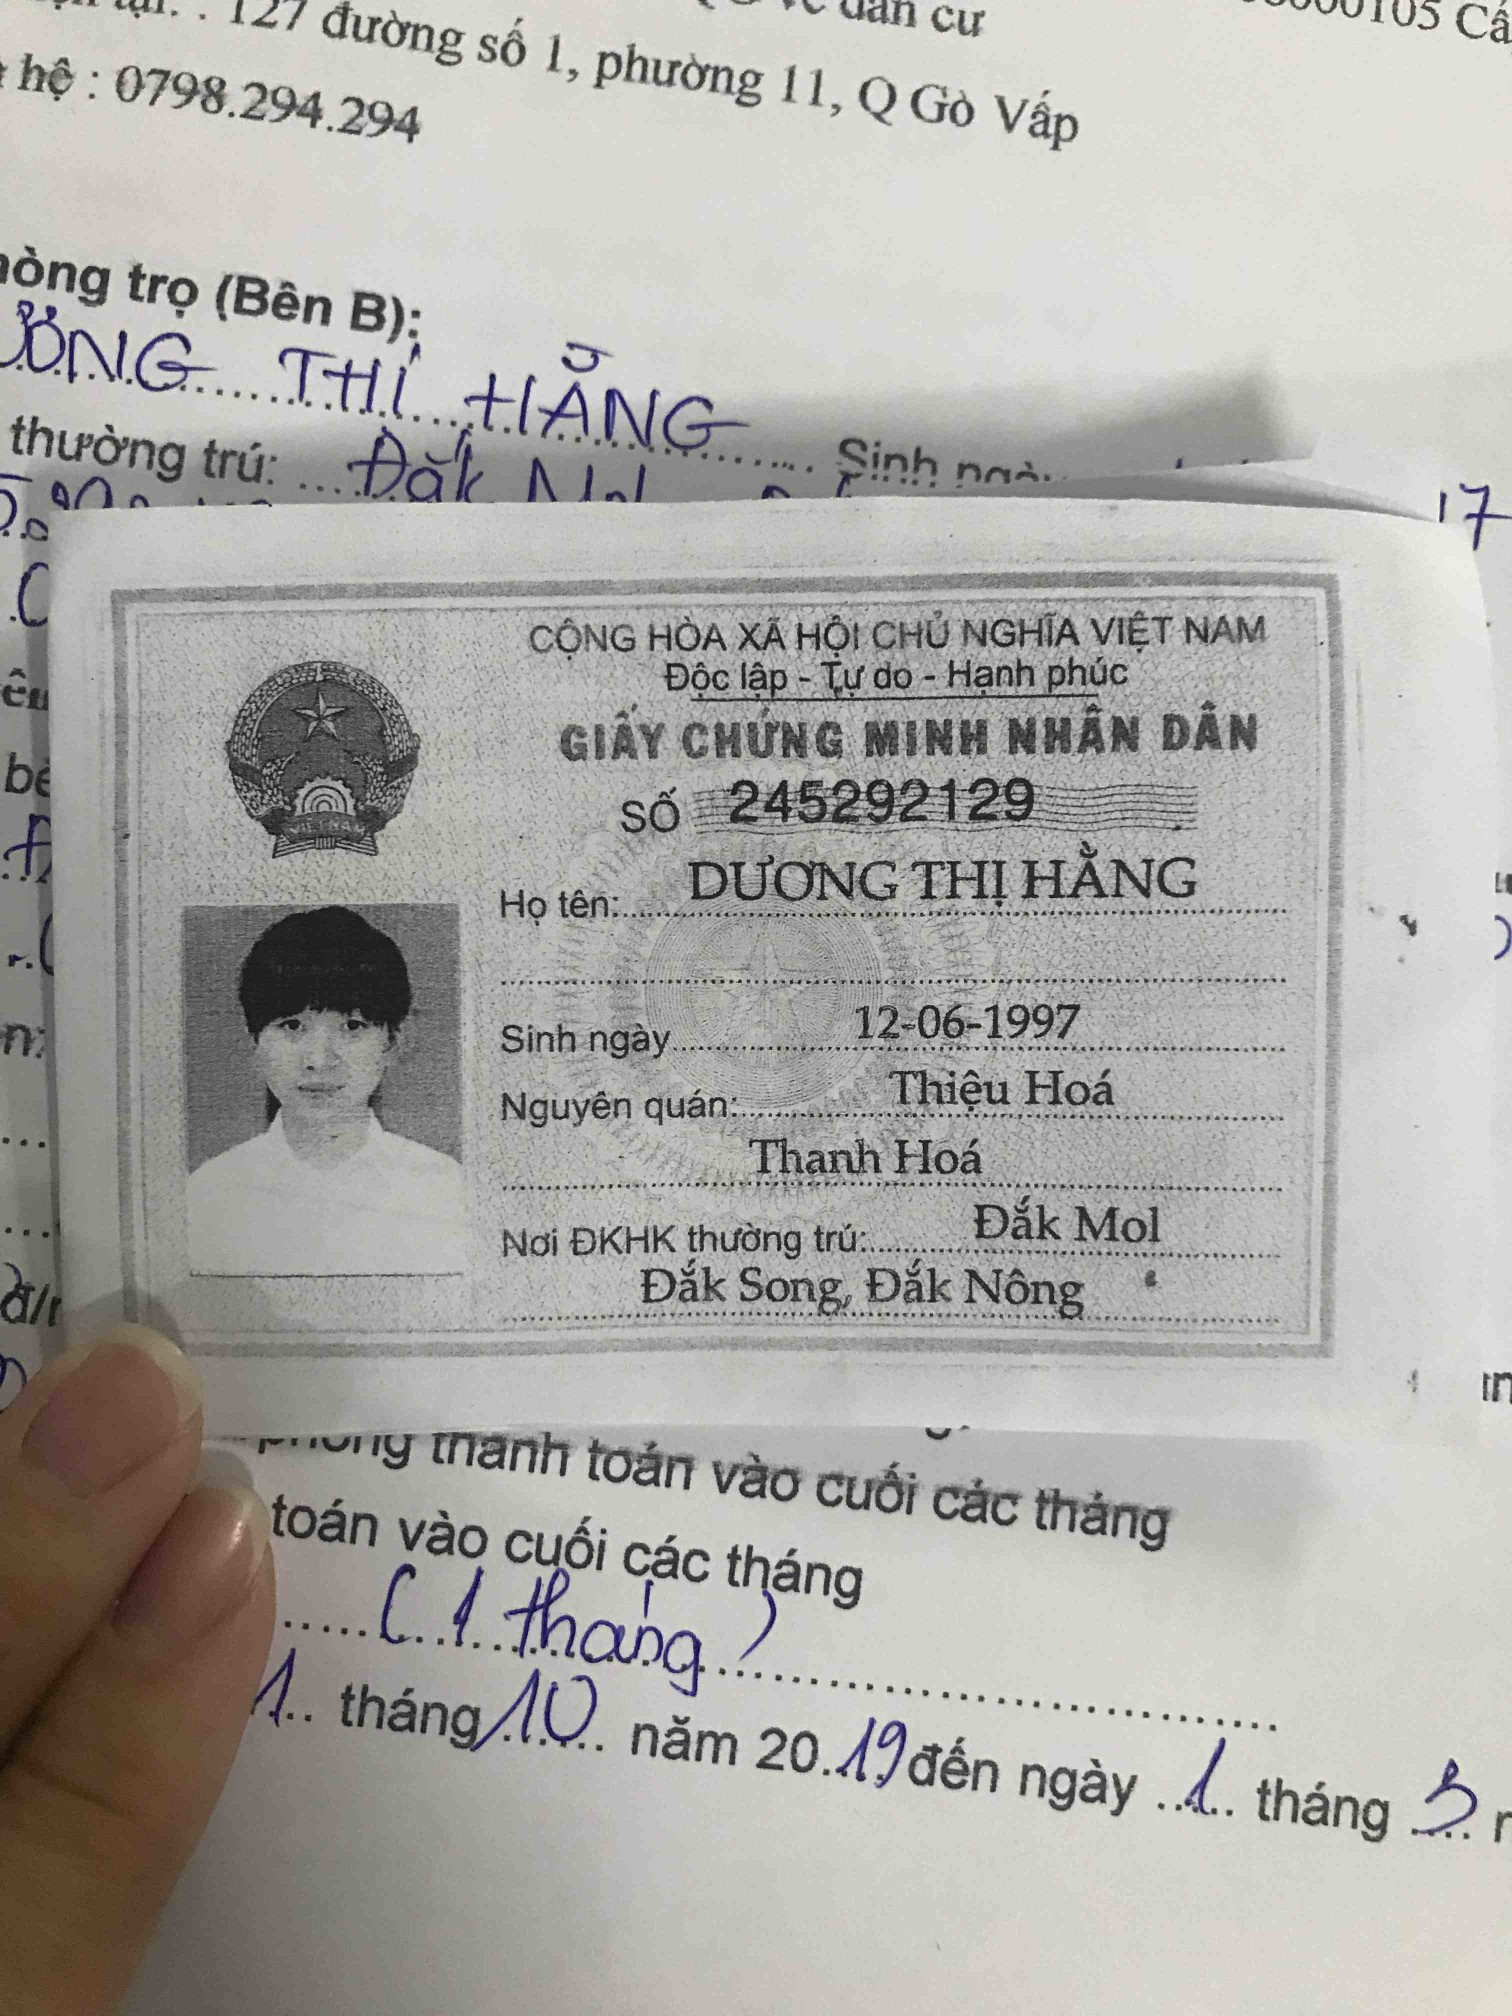 127 đường số 1, phường 11, Q Gò Vấp
hệ : 0798.294.294
trọ (Bên B):
THỊ HẰNG
thường trú: Đắk
17
CỘNG HÒA XÃ HỘI CHỦ NGHĨA VIỆT NAM
Độc lập - Tự do - Hạnh phúc
GIẤY CHỨNG MINH NHÂN DÂN
SỐ 245292129
Họ tên: DƯƠNG THỊ HẰNG
Sinh ngày 12-06-1997
Nguyên quán: Thiệu Hoá
Thanh Hoá
Nơi ĐKHK thường trú: Đắk Mol
Đắk Song, Đắk Nông
thanh toán vào cuối các tháng
toán vào cuối các tháng
(1 tháng)
1 tháng 10 năm 2019 đến ngày 1 tháng